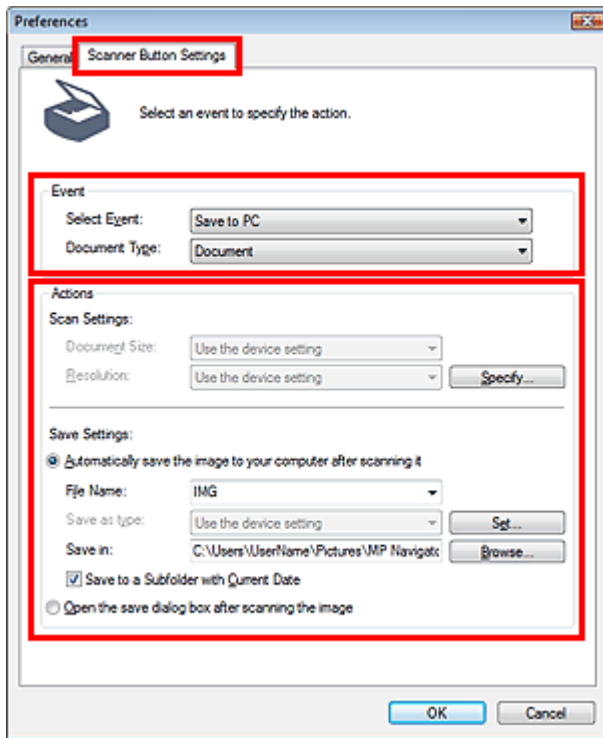 Preferences
General Scanner Button Settings
Select an event to specify the action.
Event
Select Event: Save to PC
Document Type: Document
Actions
Scan Settings:
Document Size: Use the device setting
Resolution: Use the device setting Specify...
Save Settings:
Automatically save the image to your computer after scanning it
File Name: IMG
Save as type: Use the device setting Set...
Save in: C:\Users\UserName\Pictures\MP Navigato Browse...
Save to a Subfolder with Current Date
Open the save dialog box after scanning the image
OK Cancel